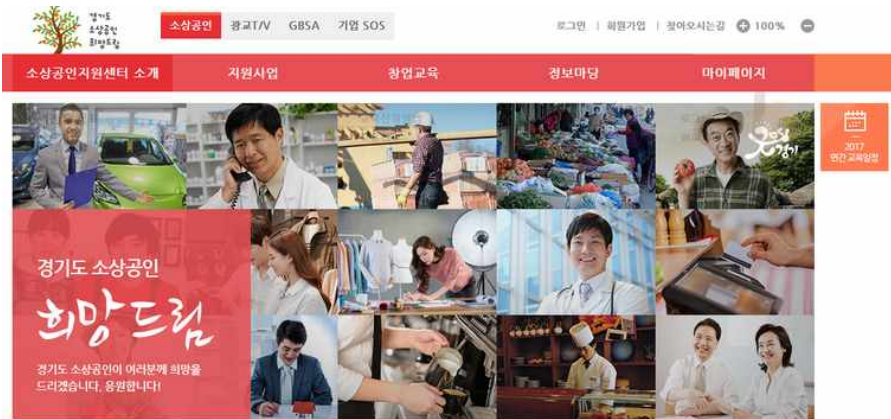 경기도
소상공인
희망드림
소상공인 광교T/V GBSA 기업 SOS
로그인 | 회원가입 | 찾아오시는길 100%
소상공인지원센터 소개 지원사업 창업교육 경보마당 마이페이지
굿모닝 경기
2017
연간교육일정
경기도 소상공인
희망드림
경기도 소상공인이 여러분께 희망을
드리겠습니다, 응원합니다!